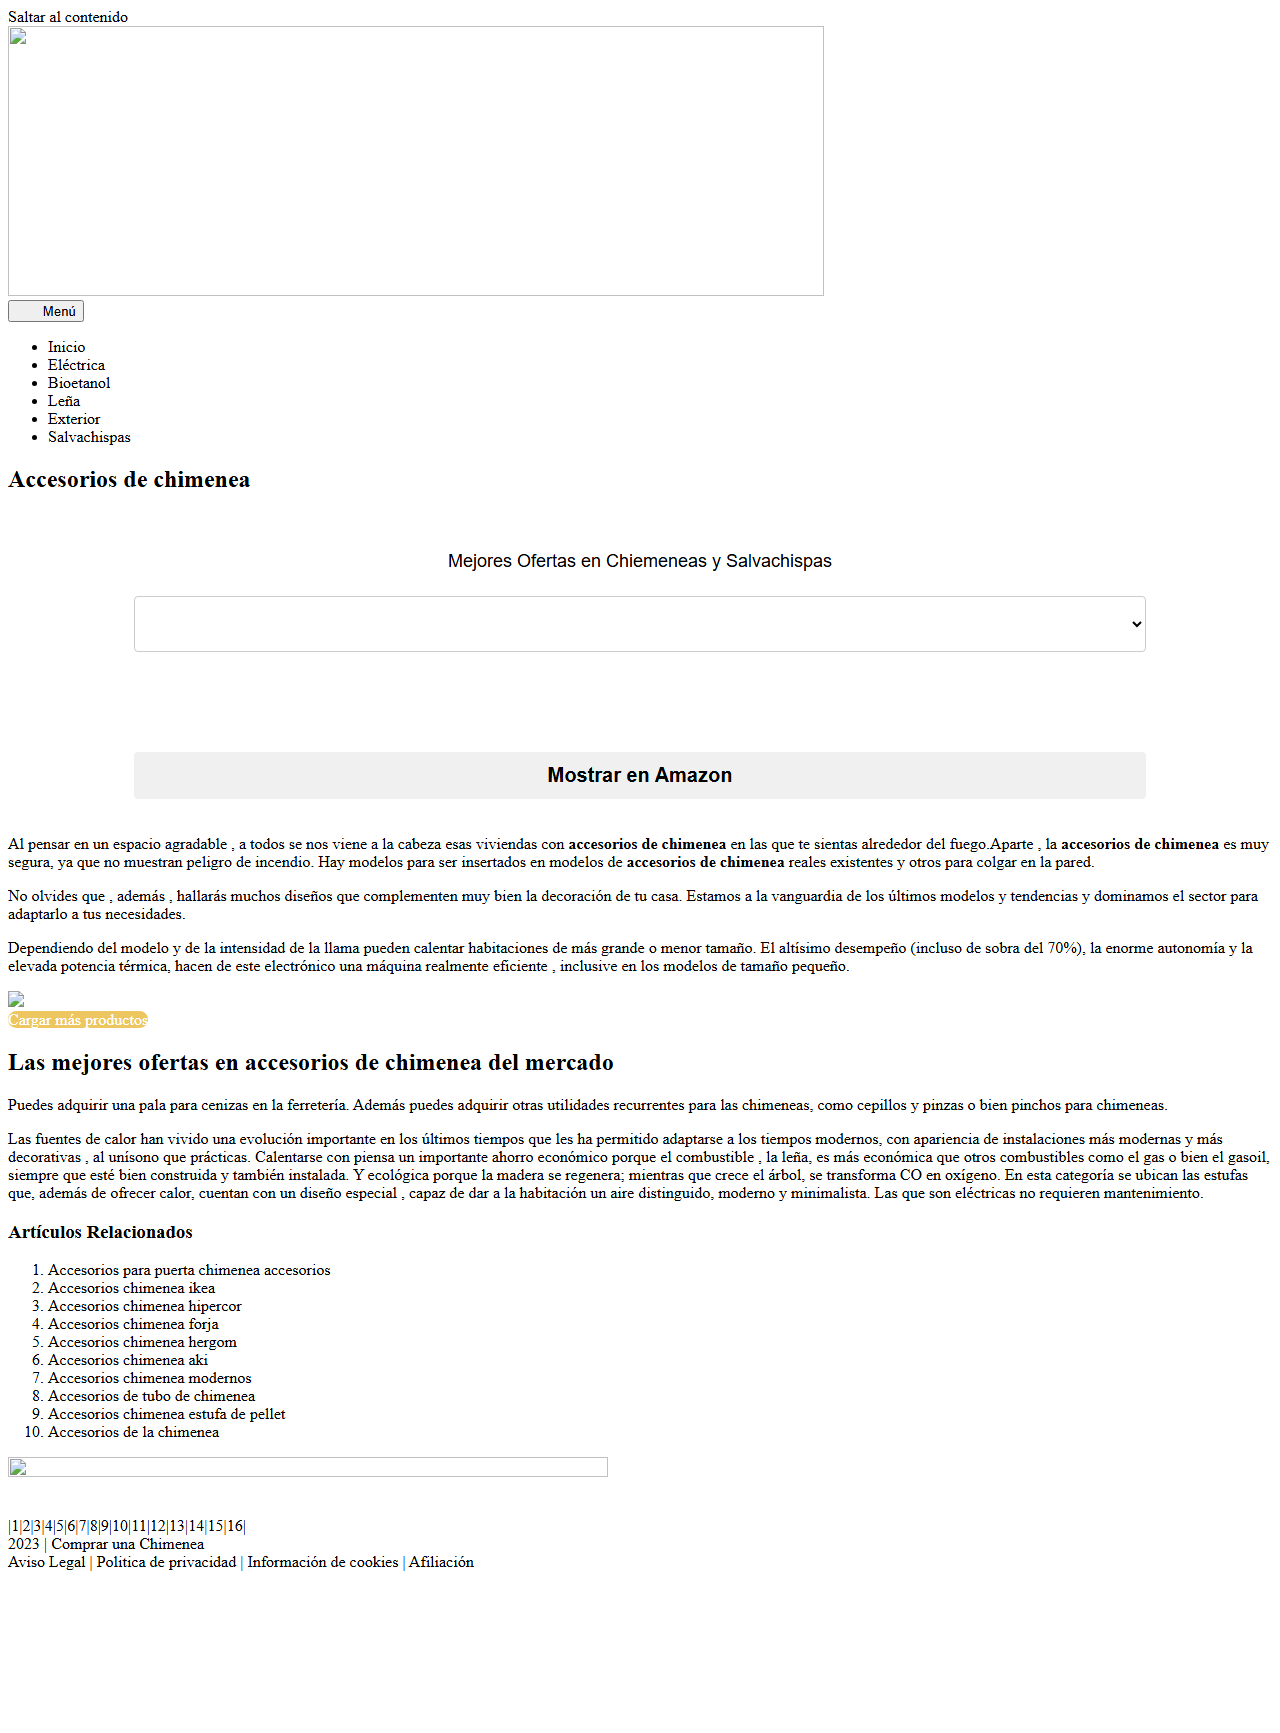 Saltar al contenido
Menú
Inicio
Eléctrica
Bioetanol
Leña
Exterior
Salvachispas
Accesorios de chimenea
Mejores Ofertas en Chiemeneas y Salvachispas
Mostrar en Amazon
Al pensar en un espacio agradable , a todos se nos viene a la cabeza esas viviendas con accesorios de chimenea en las que te sientas alrededor del fuego.Aparte , la accesorios de chimenea es muy
segura, ya que no muestran peligro de incendio. Hay modelos para ser insertados en modelos de accesorios de chimenea reales existentes y otros para colgar en la pared.
No olvides que , además , hallarás muchos diseños que complementen muy bien la decoración de tu casa. Estamos a la vanguardia de los últimos modelos y tendencias y dominamos el sector para
adaptarlo a tus necesidades.
Dependiendo del modelo y de la intensidad de la llama pueden calentar habitaciones de más grande o menor tamaño. El altísimo desempeño (incluso de sobra del 70%), la enorme autonomía y la
elevada potencia térmica, hacen de este electrónico una máquina realmente eficiente , inclusive en los modelos de tamaño pequeño.
Cargar más productos
Las mejores ofertas en accesorios de chimenea del mercado
Puedes adquirir una pala para cenizas en la ferretería. Además puedes adquirir otras utilidades recurrentes para las chimeneas, como cepillos y pinzas o bien pinchos para chimeneas.
Las fuentes de calor han vivido una evolución importante en los últimos tiempos que les ha permitido adaptarse a los tiempos modernos, con apariencia de instalaciones más modernas y más
decorativas , al unísono que prácticas. Calentarse con piensa un importante ahorro económico porque el combustible , la leña, es más económica que otros combustibles como el gas o bien el gasoil,
siempre que esté bien construida y también instalada. Y ecológica porque la madera se regenera; mientras que crece el árbol, se transforma CO en oxígeno. En esta categoría se ubican las estufas
que, además de ofrecer calor, cuentan con un diseño especial , capaz de dar a la habitación un aire distinguido, moderno y minimalista. Las que son eléctricas no requieren mantenimiento.
Artículos Relacionados
1. Accesorios para puerta chimenea accesorios
2. Accesorios chimenea ikea
3. Accesorios chimenea hipercor
4. Accesorios chimenea forja
5. Accesorios chimenea hergom
6. Accesorios chimenea aki
7. Accesorios chimenea modernos
8. Accesorios de tubo de chimenea
9. Accesorios chimenea estufa de pellet
10. Accesorios de la chimenea
|1|2|3|4|5|6|7|8|9|10|11|12|13|14|15|16|
2023 | Comprar una Chimenea
Aviso Legal | Politica de privacidad | Información de cookies | Afiliación